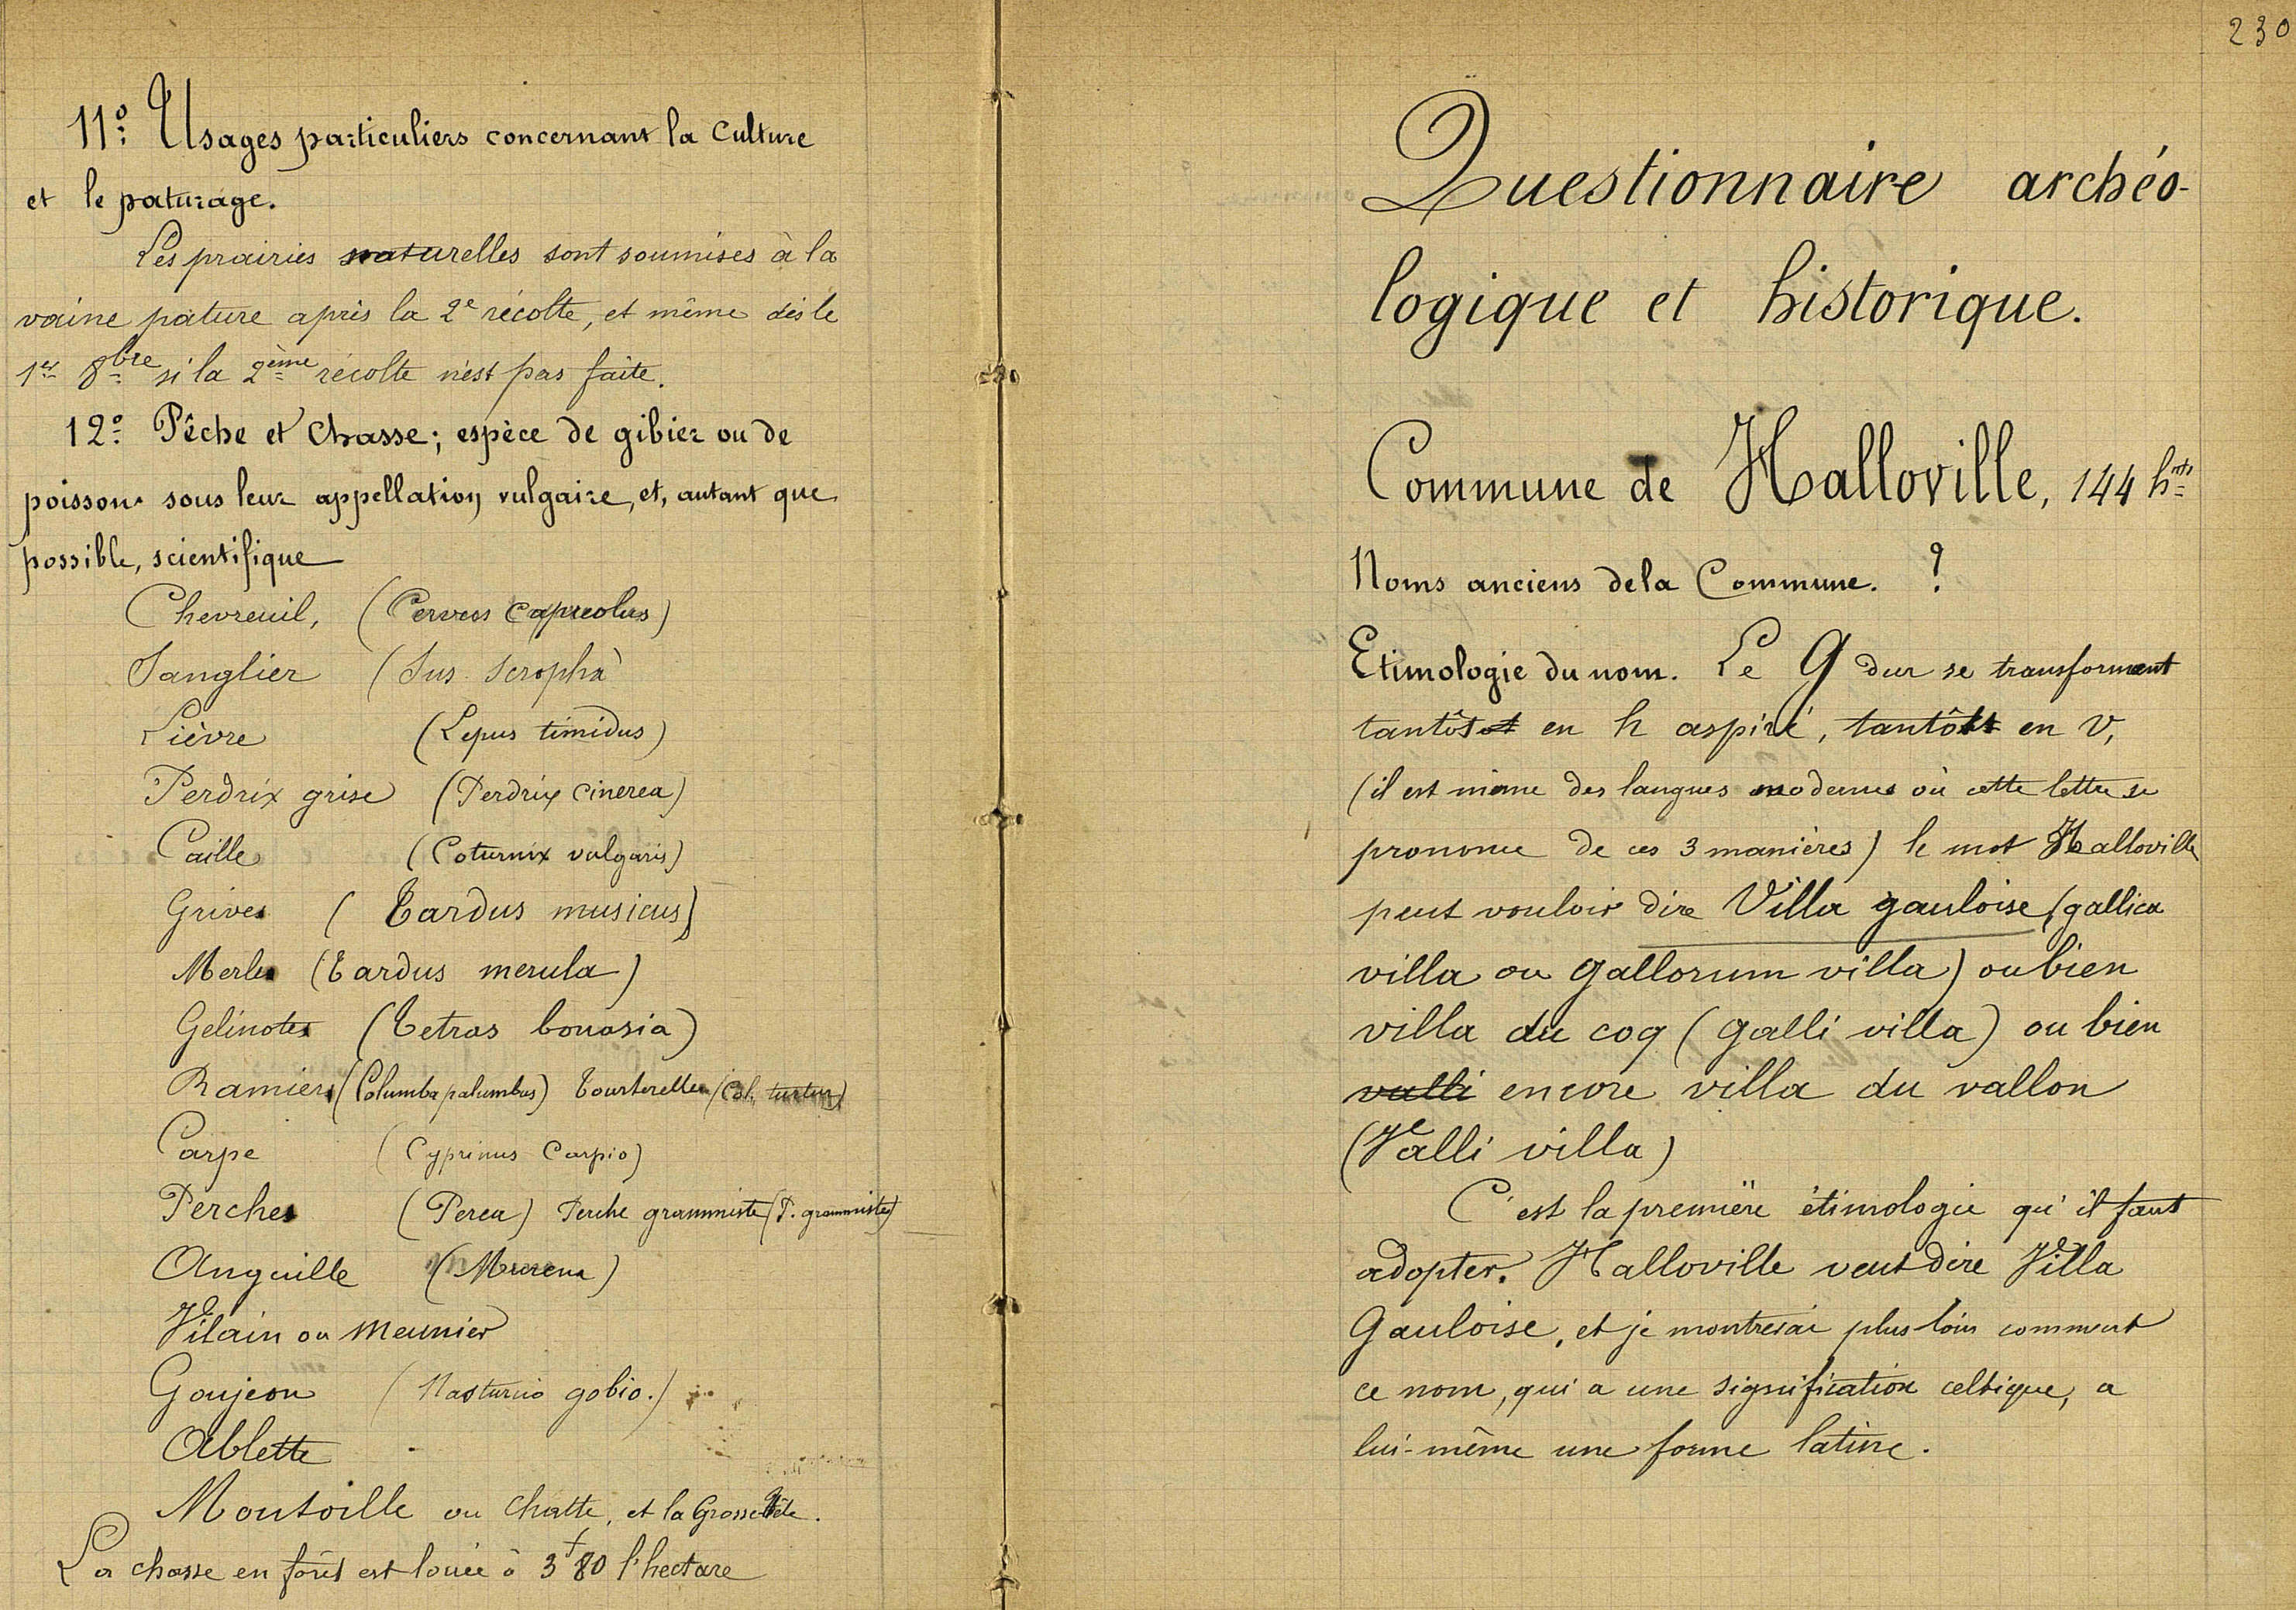 11° Usages particuliers concernant la culture
et le paturage.
Les prairies naturelles sont soumises à la
vaine pature après la 2e récolte, et même dès le
1er 8bre si la 2ème récolte n'est pas faite.
12° Pêche et Chasse; espèce de gibier ou de
poisson sous leur appellation vulgaire, et, autant que
possible, scientifique
Chevreuil, (Cervus capreolus)
Sanglier (Sus Scropha)
Lièvre (Lepus timidus)
Perdrix grise (Perdrix cinerea)
Caille (Coturnix vulgaris)
Grives (Tardus musicus)
Merles (Tardus merula)
Gelinotes (Tetras bonasia)
Ramiers (Columba palumbus) Tourterelles (Col. turtur)
Carpe (Cyprinus Carpio)
Perches (Perca) Perche grammiste (P. grammiste)
Anguille (Murena)
Vilain ou Meunier
Goujeon gobio.)
Ablette
Moutoille ou Chatte, et la Grosse tête.
La chasse en forêt est louée à 3f80 l'hectare
230
Questionnaire archéo-
logique et historique.
Commune de Halloville, 144 hts
Noms anciens de la Commune. ?
Etimologie du nom. Le G dur se transformant
tantôt en h aspiré, tantôt en v,
(il est même des langues modernes où cette lettre se
prononce de ces 3 manières) le mot Halloville
peut vouloir dire Villa gauloise (gallica
villa ou gallorum villa) ou bien
villa du coq (galli villa) ou bien
valli encore villa du vallon
(Valli villa)
C'est la première étimologie qu'il faut
adopter. Halloville veut dire Villa
Gauloise, et je montrerai plus loin comment
ce nom, qui a une signification celtique, a
lui-même une forme latine.